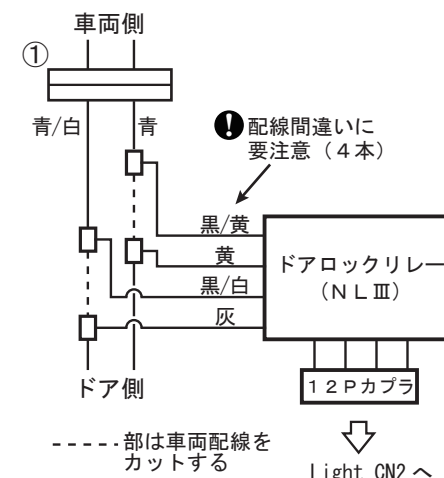 車両側
①
青/白
青
! 配線間違いに
要注意（４本）
黒/黄
黄
黒/白
灰
ドアロックリレー
（ＮＬⅢ）
１２Ｐカプラ
ドア側
部は車両配線を
カットする
Light CN2 へ